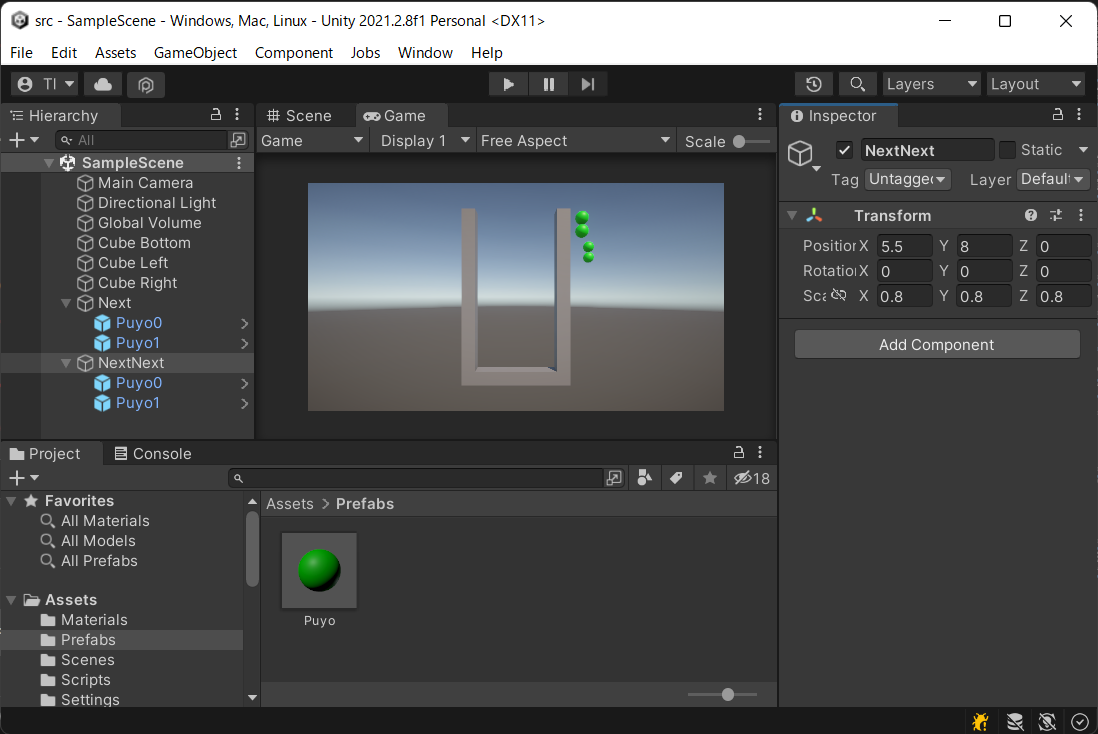 src - SampleScene - Windows, Mac, Linux - Unity 2021.2.8f1 Personal <DX11>
File Edit Assets GameObject Component Jobs Window Help
TI Layers Layout
Hierarchy Scene Game Inspector
All Game Display 1 Free Aspect Scale
NextNext Static
Tag Untagged Layer Default
SampleScene
Main Camera
Directional Light
Global Volume
Cube Bottom
Cube Left
Cube Right
Next
Puyo0
Puyo1
NextNext
Puyo0
Puyo1
Transform
Position X 5.5 Y 8 Z 0
Rotation X 0 Y 0 Z 0
Sca X 0.8 Y 0.8 Z 0.8
Add Component
Project Console
18
Favorites
All Materials
All Models
All Prefabs
Assets
Materials
Prefabs
Scenes
Scripts
Settings
Assets > Prefabs
Puyo